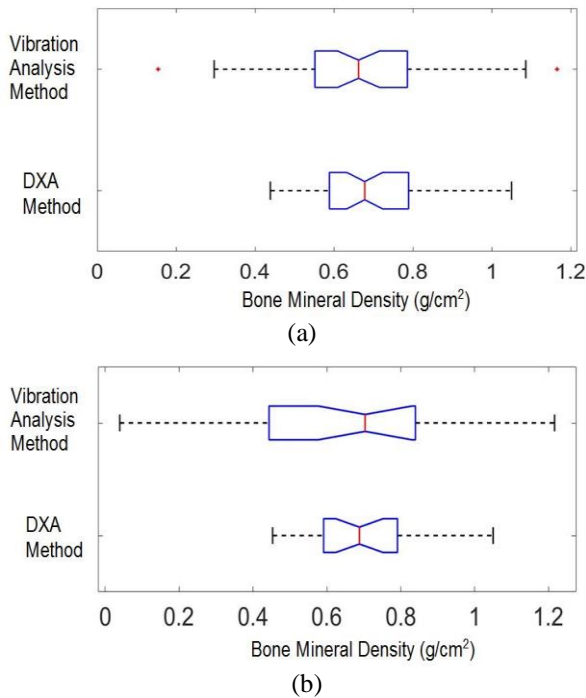 Vibration
Analysis
Method
DXA
Method
0 0.2 0.4 0.6 0.8 1 1.2
Bone Mineral Density (g/cm²)
(a)
Vibration
Analysis
Method
DXA
Method
0 0.2 0.4 0.6 0.8 1 1.2
Bone Mineral Density (g/cm²)
(b)